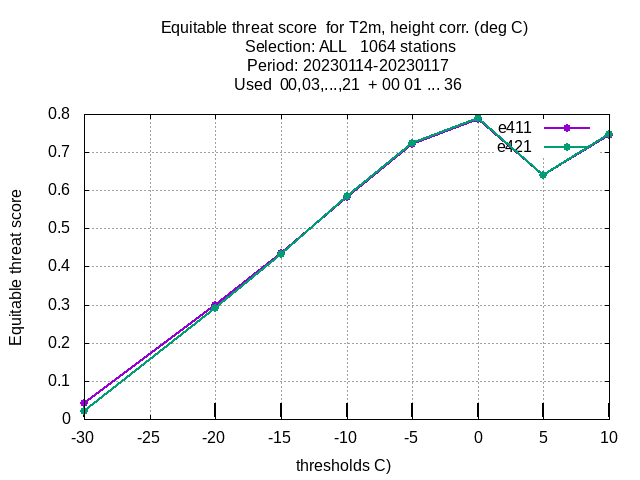 Equitable threat score  for T2m, height corr. (deg C)
Selection: ALL   1064 stations
Period: 20230114-20230117
Used  00,03,...,21  + 00 01 ... 36
e411
e421
Equitable threat score
0.8
0.7
0.6
0.5
0.4
0.3
0.2
0.1
0
-30 -25 -20 -15 -10 -5 0 5 10
thresholds C)